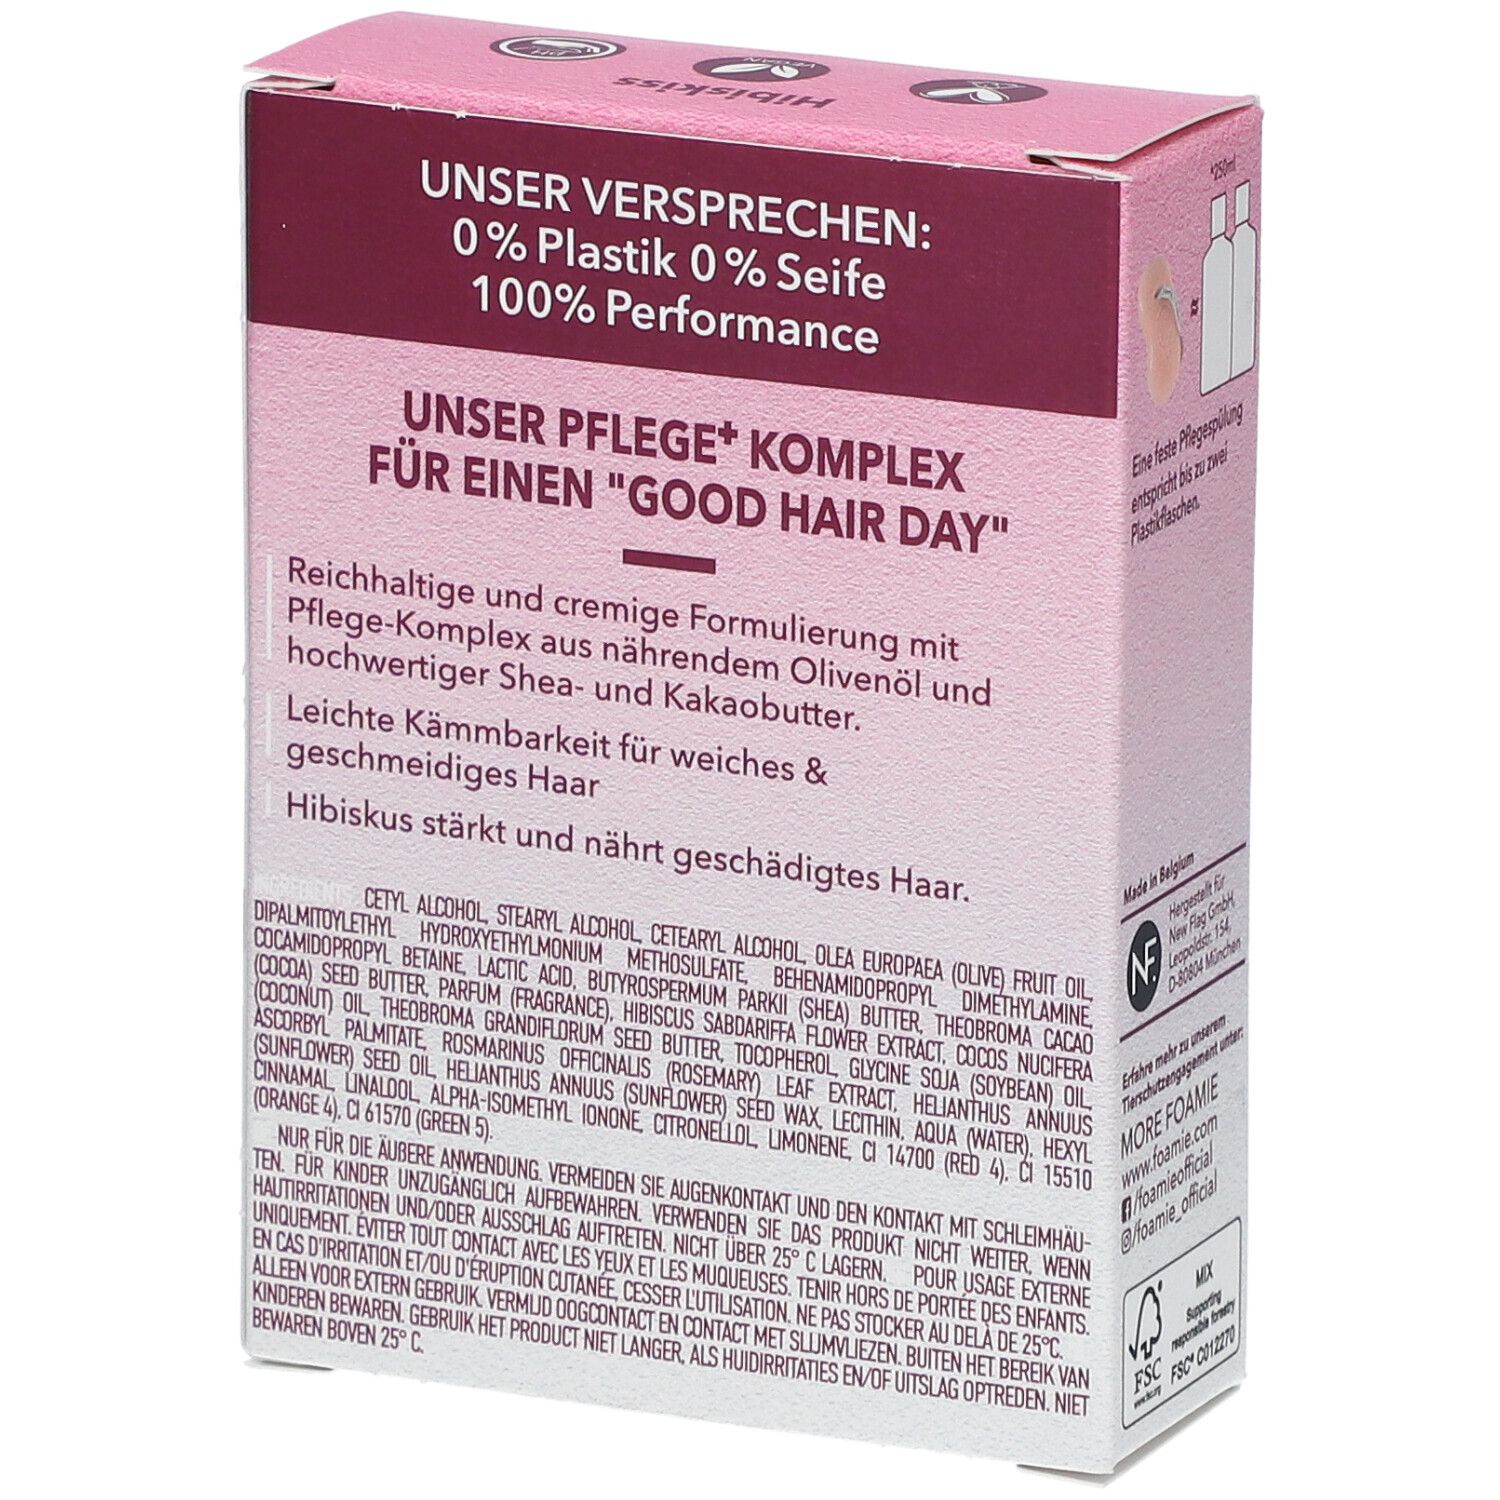 Hibiskiss
VEGAN
UNSER VERSPRECHEN:
0 % Plastik 0 % Seife
100% Performance
UNSER PFLEGE+ KOMPLEX
FÜR EINEN "GOOD HAIR DAY"
Reichhaltige und cremige Formulierung mit
Pflege-Komplex aus nährendem Olivenöl und
hochwertiger Shea- und Kakaobutter.
Leichte Kämmbarkeit für weiches &
geschmeidiges Haar
Hibiskus stärkt und nährt geschädigtes Haar.
INGREDIENTS: CETYL ALCOHOL, STEARYL ALCOHOL, CETEARYL ALCOHOL, OLEA EUROPAEA (OLIVE) FRUIT OIL,
DIPALMITOYLETHYL HYDROXYETHYLMONIUM METHOSULFATE, BEHENAMIDOPROPYL DIMETHYLAMINE,
COCAMIDOPROPYL BETAINE, LACTIC ACID, BUTYROSPERMUM PARKII (SHEA) BUTTER, THEOBROMA CACAO
(COCOA) SEED BUTTER, PARFUM (FRAGRANCE), HIBISCUS SABDARIFFA FLOWER EXTRACT, COCOS NUCIFERA
(COCONUT) OIL, THEOBROMA GRANDIFLORUM SEED BUTTER, TOCOPHEROL, GLYCINE SOJA (SOYBEAN) OIL,
ASCORBYL PALMITATE, ROSMARINUS OFFICINALIS (ROSEMARY) LEAF EXTRACT, HELIANTHUS ANNUUS
(SUNFLOWER) SEED OIL, HELIANTHUS ANNUUS (SUNFLOWER) SEED WAX, LECITHIN, AQUA (WATER), HEXYL
CINNAMAL, LINALOOL, ALPHA-ISOMETHYL IONONE, CITRONELLOL, LIMONENE, CI 14700 (RED 4), CI 15510
(ORANGE 4), CI 61570 (GREEN 5).
NUR FÜR DIE ÄUßERE ANWENDUNG. VERMEIDEN SIE AUGENKONTAKT UND DEN KONTAKT MIT SCHLEIMHÄU-
TEN. FÜR KINDER UNZUGÄNGLICH AUFBEWAHREN. VERWENDEN SIE DAS PRODUKT NICHT WEITER, WENN
HAUTIRRITATIONEN UND/ODER AUSSCHLAG AUFTRETEN. NICHT ÜBER 25° C LAGERN. POUR USAGE EXTERNE
UNIQUEMENT. ÉVITER TOUT CONTACT AVEC LES YEUX ET LES MUQUEUSES. TENIR HORS DE PORTÉE DES ENFANTS.
EN CAS D'IRRITATION ET/OU D'ÉRUPTION CUTANÉE, CESSER L'UTILISATION. NE PAS STOCKER AU DELÀ DE 25°C.
ALLEEN VOOR EXTERN GEBRUIK. VERMIJD OOGCONTACT EN CONTACT MET SLIJMVLIEZEN. BUITEN HET BEREIK VAN
KINDEREN BEWAREN. GEBRUIK HET PRODUCT NIET LANGER, ALS HUIDIRRITATIES EN/OF UITSLAG OPTREDEN. NIET
BEWAREN BOVEN 25° C.
*250ml
Eine feste Pflegespülung
entspricht bis zu zwei
Plastikflaschen.
Made in Belgium
NF.
Hergestellt für
New Flag GmbH,
Leopoldstr. 154,
D-80804 München
Erfahre mehr zu unserem
Tierschutzengagement unter:
MORE FOAMIE
www.foamie.com
/foamieofficial
/foamie_official
MIX
Supporting
responsible forestry
FSC® C012270
FSC
www.fsc.org